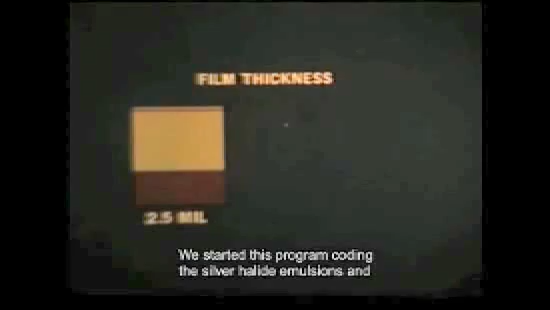 FILM THICKNESS
2.5 MIL
We started this program coding
the silver halide emulsions and